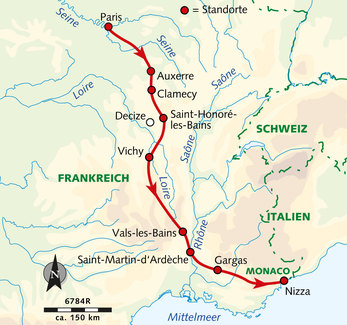 = Standorte
Paris
Seine
Seine
Auxerre
Clamecy
Saône
Loire
Decize
Saint-Honoré-
les-Bains
Saône
SCHWEIZ
Vichy
FRANKREICH
Loire
ITALIEN
Vals-les-Bains
Rhône
Saint-Martin-d'Ardèche
Gargas
MONACO
Nizza
6784R
ca. 150 km
Mittelmeer